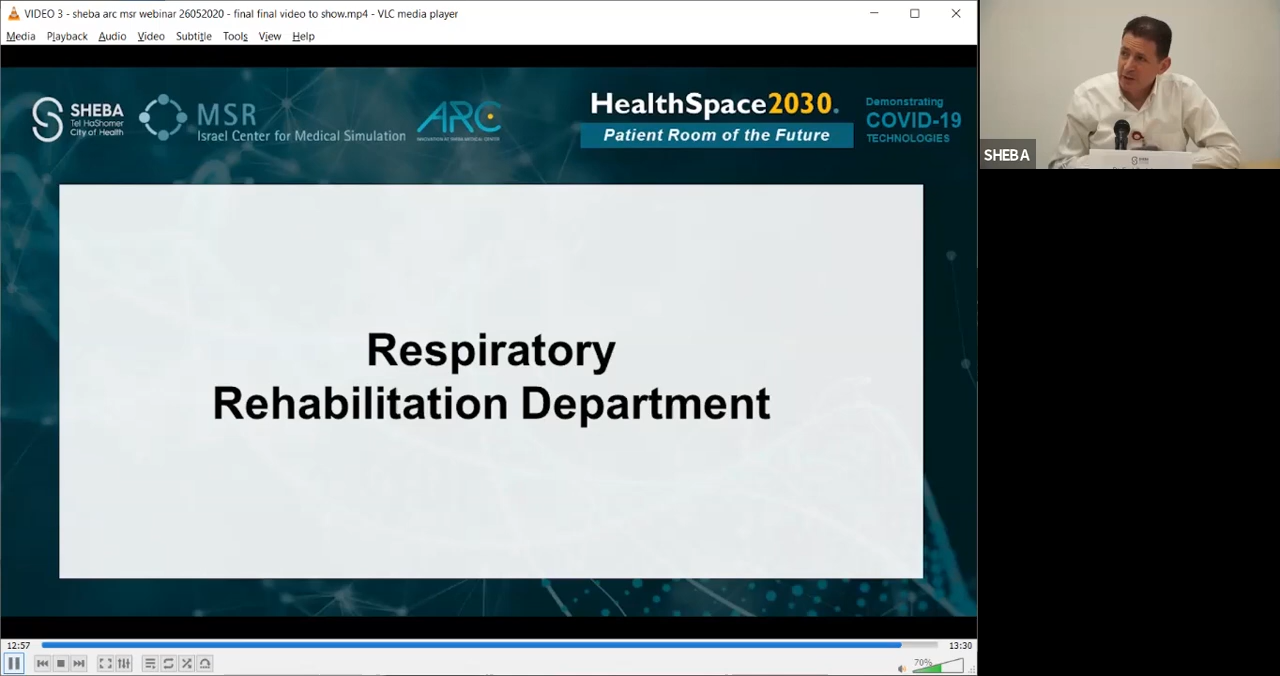 VIDEO 3 - sheba arc msr webinar 26052020 - final final video to show.mp4 - VLC media player
Media Playback Audio Video Subtitle Tools View Help
SHEBA
Tel HaShomer
City of Health
MSR
Israel Center for Medical Simulation
ARC
HealthSpace2030.
Patient Room of the Future
Demonstrating
COVID-19
TECHNOLOGIES
SHEBA
Respiratory
Rehabilitation Department
12:57
13:30
70%